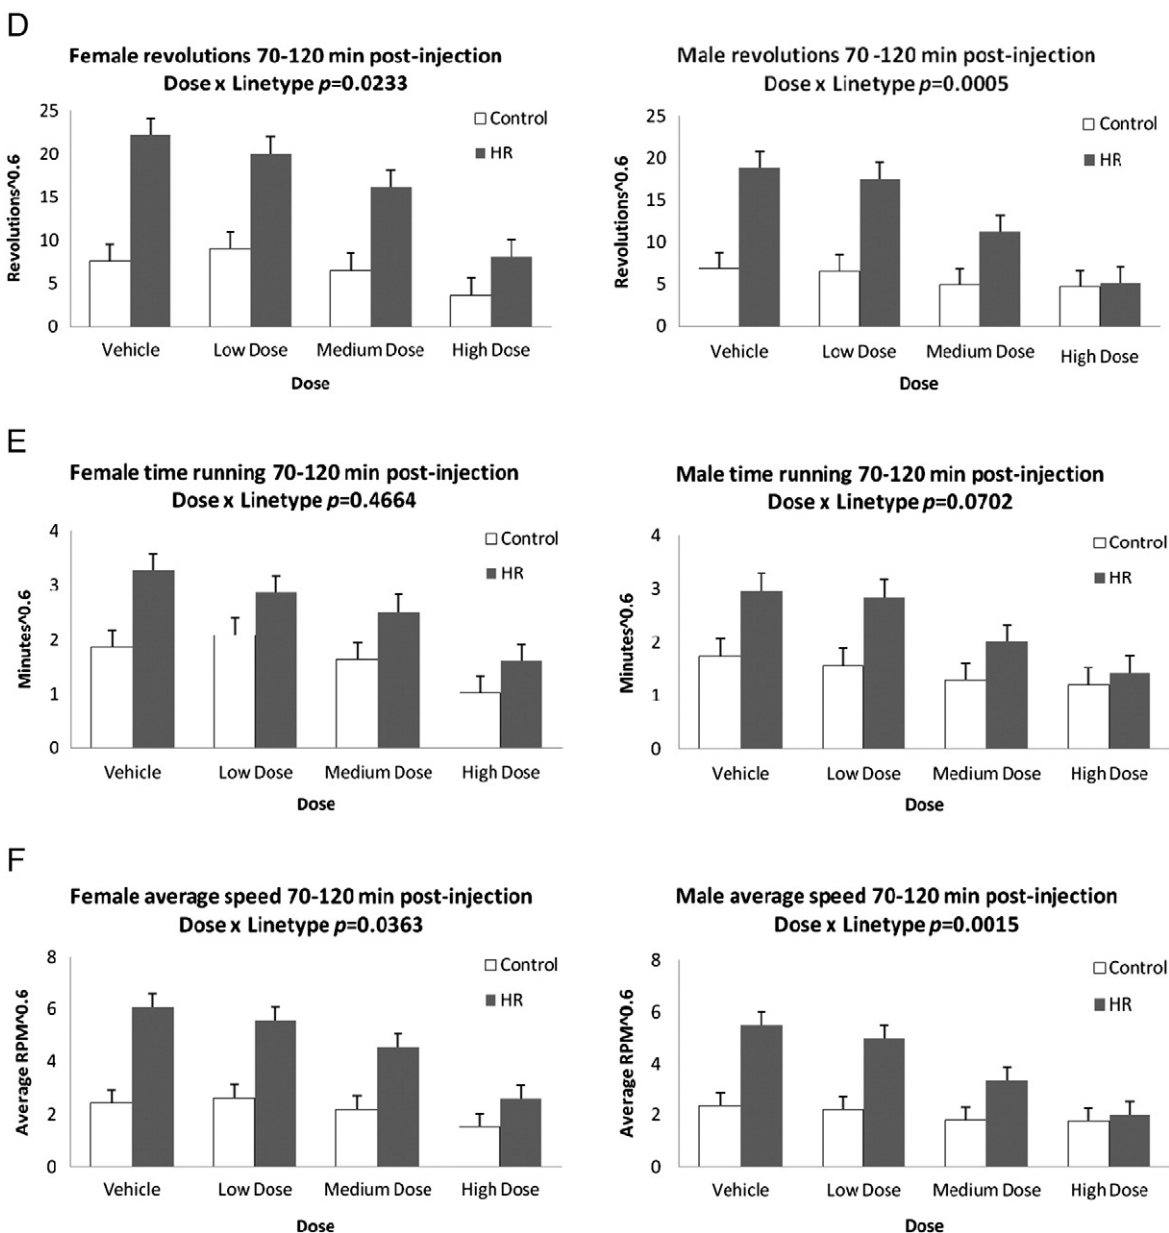 D
Female revolutions 70-120 min post-injection
Dose x Linetype p=0.0233
Revolutions^0.6
25
20
15
10
5
0
Control
HR
Vehicle
Low Dose
Medium Dose
High Dose
Dose
Male revolutions 70 -120 min post-injection
Dose x Linetype p=0.0005
Revolutions^0.6
25
20
15
10
5
0
Control
HR
Vehicle
Low Dose
Medium Dose
High Dose
Dose
E
Female time running 70-120 min post-injection
Dose x Linetype p=0.4664
Minutes^0.6
4
3
2
1
0
Control
HR
Vehicle
Low Dose
Medium Dose
High Dose
Dose
Male time running 70-120 min post-injection
Dose x Linetype p=0.0702
Minutes^0.6
4
3
2
1
0
Control
HR
Vehicle
Low Dose
Medium Dose
High Dose
Dose
F
Female average speed 70-120 min post-injection
Dose x Linetype p=0.0363
Average RPM^0.6
8
6
4
2
0
Control
HR
Vehicle
Low Dose
Medium Dose
High Dose
Dose
Male average speed 70-120 min post-injection
Dose x Linetype p=0.0015
Average RPM^0.6
8
6
4
2
0
Control
HR
Vehicle
Low Dose
Medium Dose
High Dose
Dose